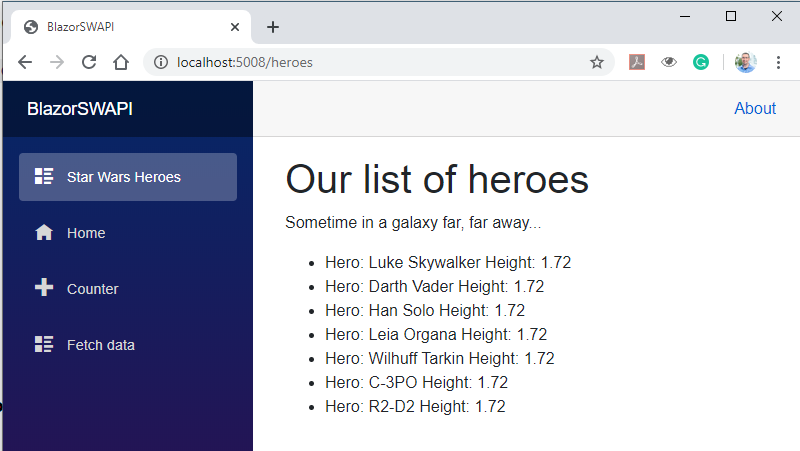 BlazorSWAPI
localhost:5008/heroes
BlazorSWAPI
About
Star Wars Heroes
Home
Counter
Fetch data
Our list of heroes
Sometime in a galaxy far, far away...
Hero: Luke Skywalker Height: 1.72
Hero: Darth Vader Height: 1.72
Hero: Han Solo Height: 1.72
Hero: Leia Organa Height: 1.72
Hero: Wilhuff Tarkin Height: 1.72
Hero: C-3PO Height: 1.72
Hero: R2-D2 Height: 1.72